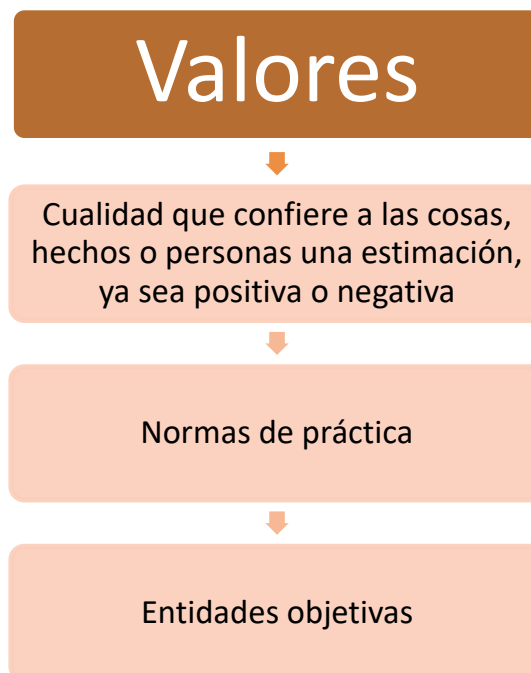 Valores
Cualidad que confiere a las cosas,
hechos o personas una estimación,
ya sea positiva o negativa
Normas de práctica
Entidades objetivas